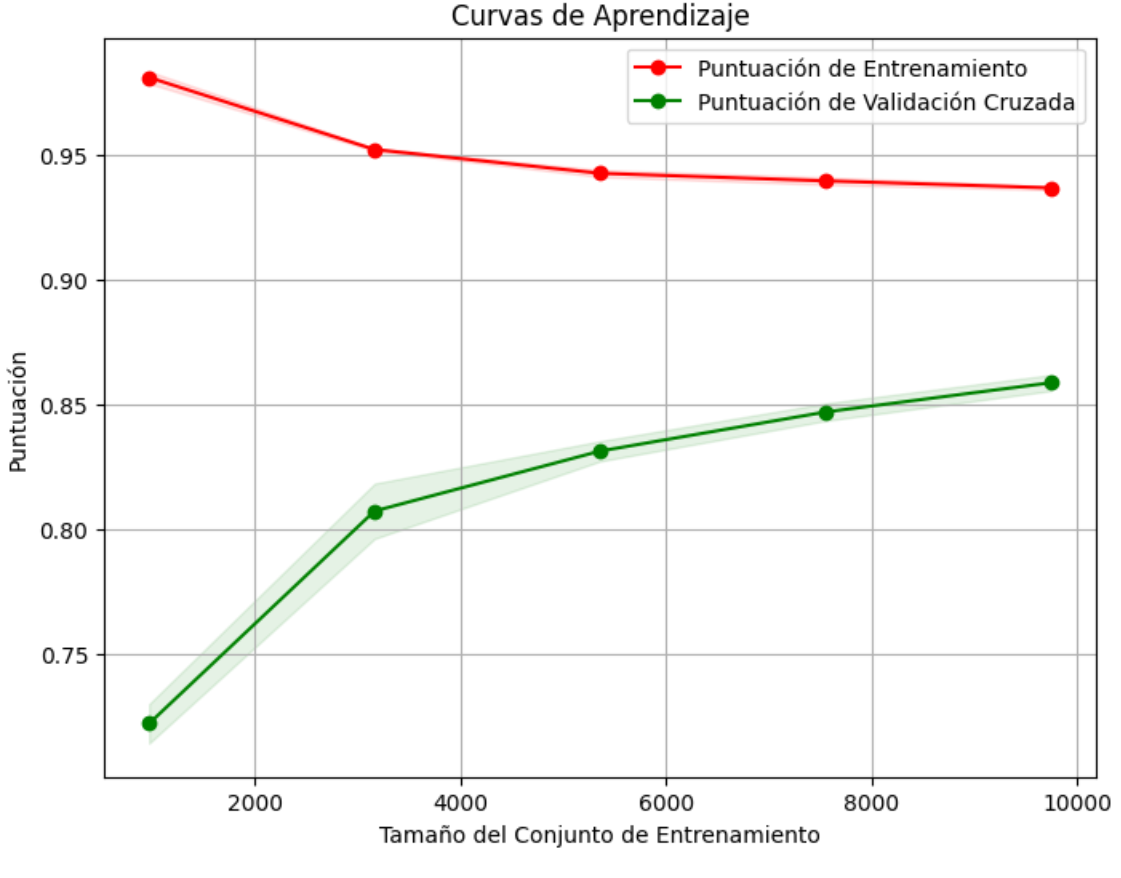 Curvas de Aprendizaje
Puntuación de Entrenamiento
Puntuación de Validación Cruzada
0.95
0.90
0.85
0.80
0.75
Puntuación
2000 4000 6000 8000 10000
Tamaño del Conjunto de Entrenamiento